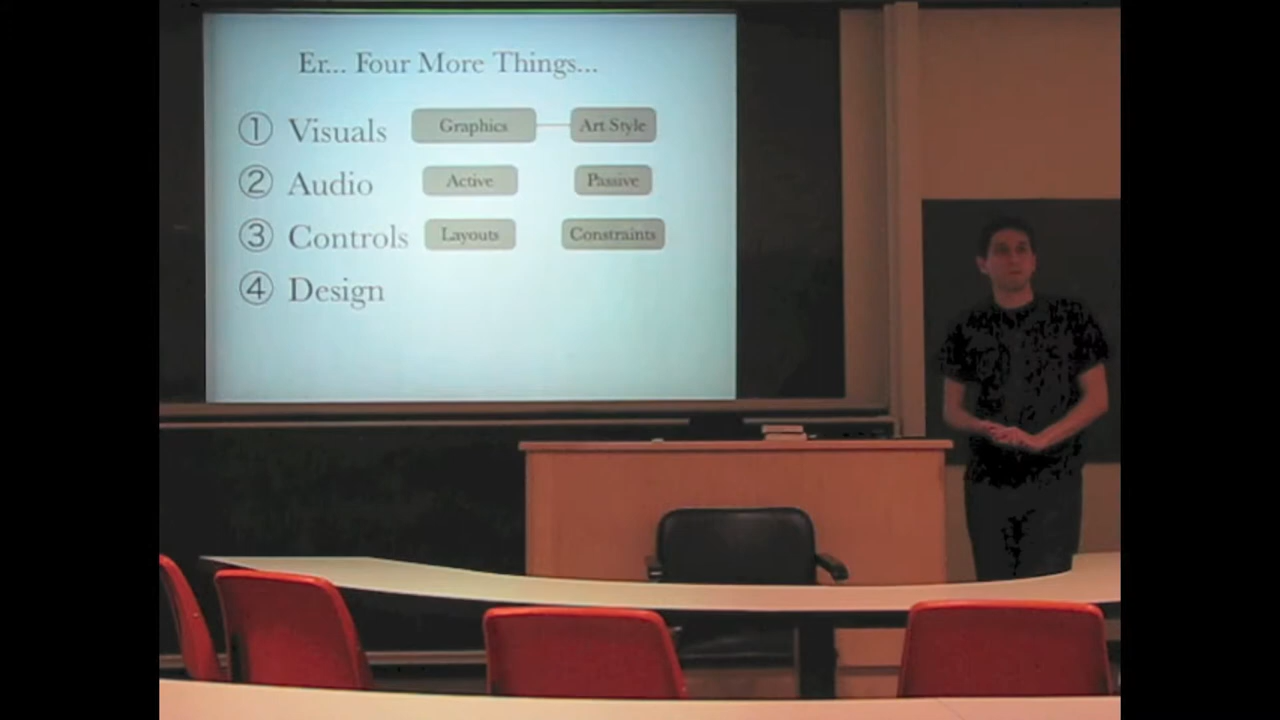 Er... Four More Things...
① Visuals Graphics Art Style
② Audio Active Passive
③ Controls Layouts Constraints
④ Design